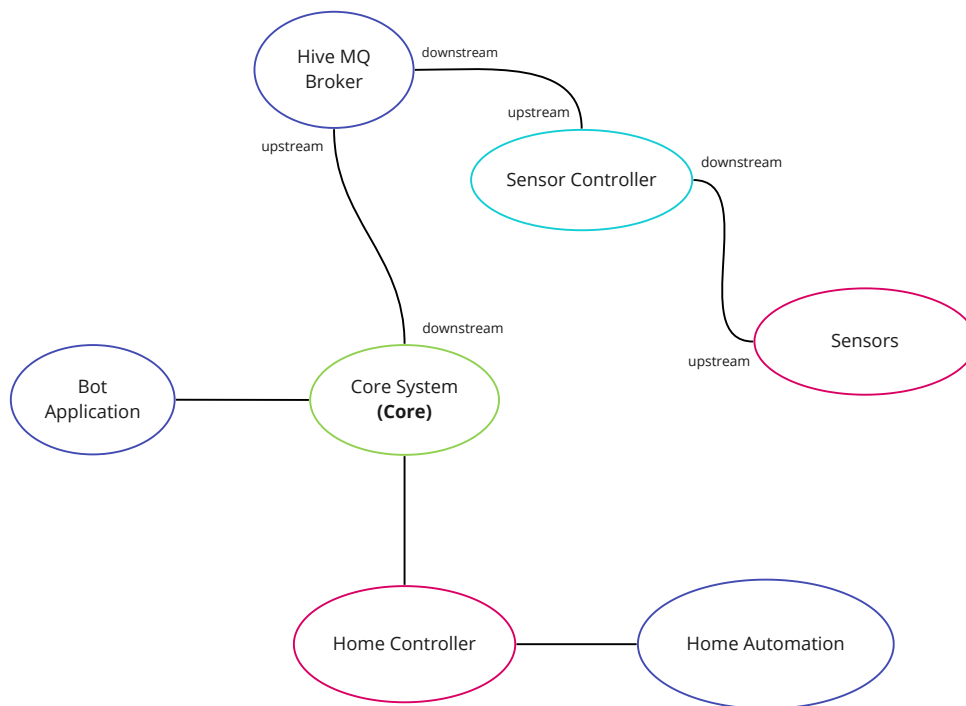 Hive MQ
Broker
downstream
upstream
upstream
Sensor Controller
downstream
Sensors
upstream
downstream
Bot
Application
Core System
(Core)
Home Controller
Home Automation